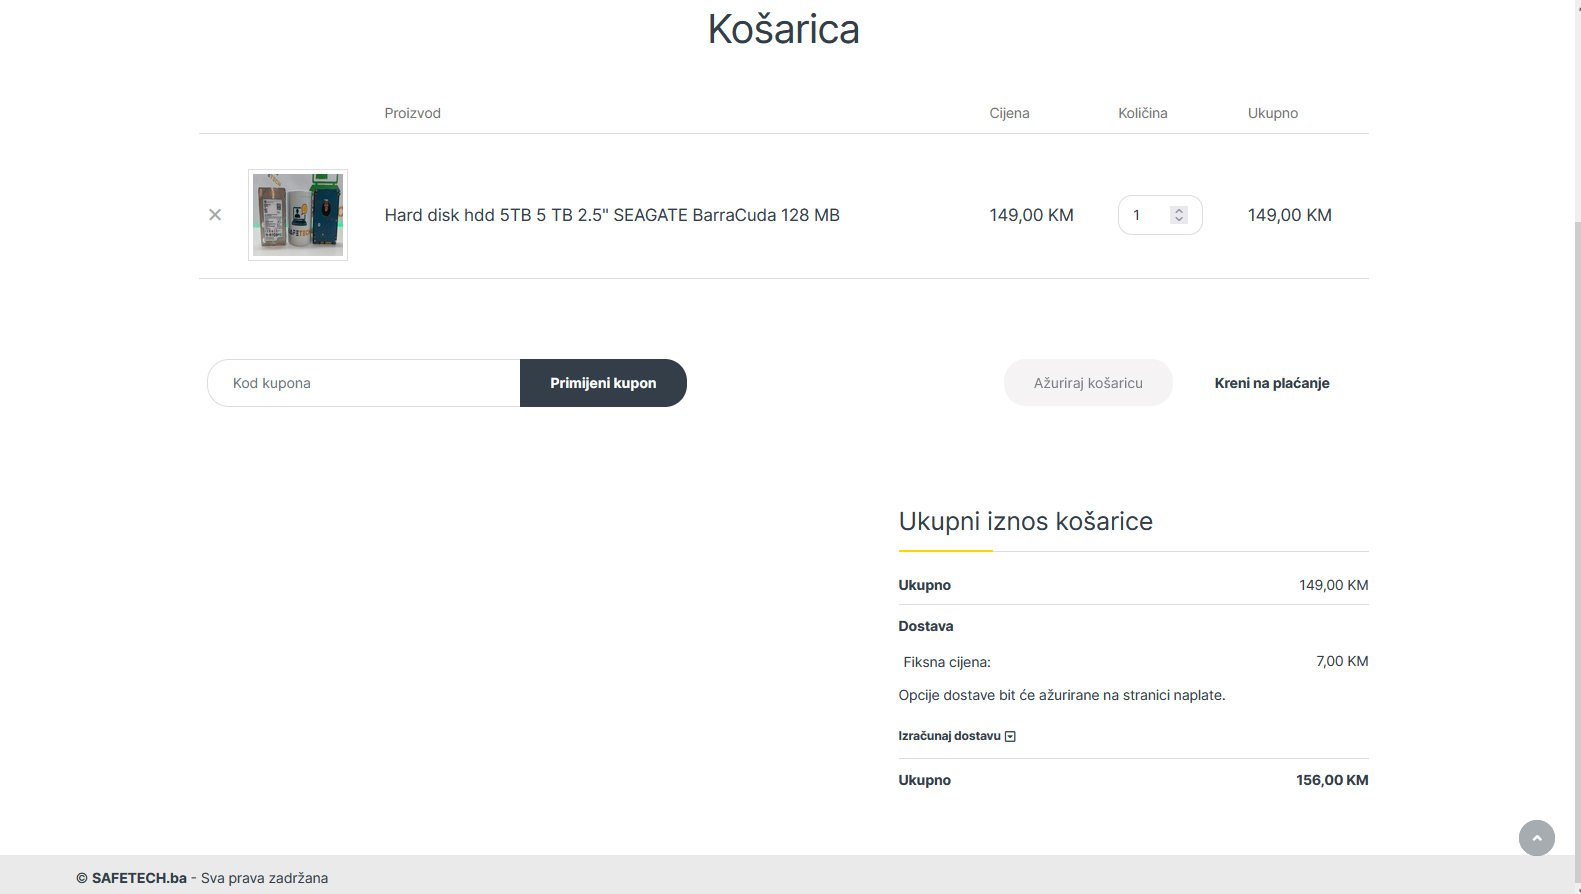 Košarica
Proizvod Cijena Količina Ukupno
Hard disk hdd 5TB 5 TB 2.5" SEAGATE BarraCuda 128 MB 149,00 KM 1 149,00 KM
Kod kupona Primijeni kupon Ažuriraj košaricu Kreni na plaćanje
Ukupni iznos košarice
Ukupno 149,00 KM
Dostava
Fiksna cijena: 7,00 KM
Opcije dostave bit će ažurirane na stranici naplate.
Izračunaj dostavu
Ukupno 156,00 KM
© SAFETECH.ba - Sva prava zadržana